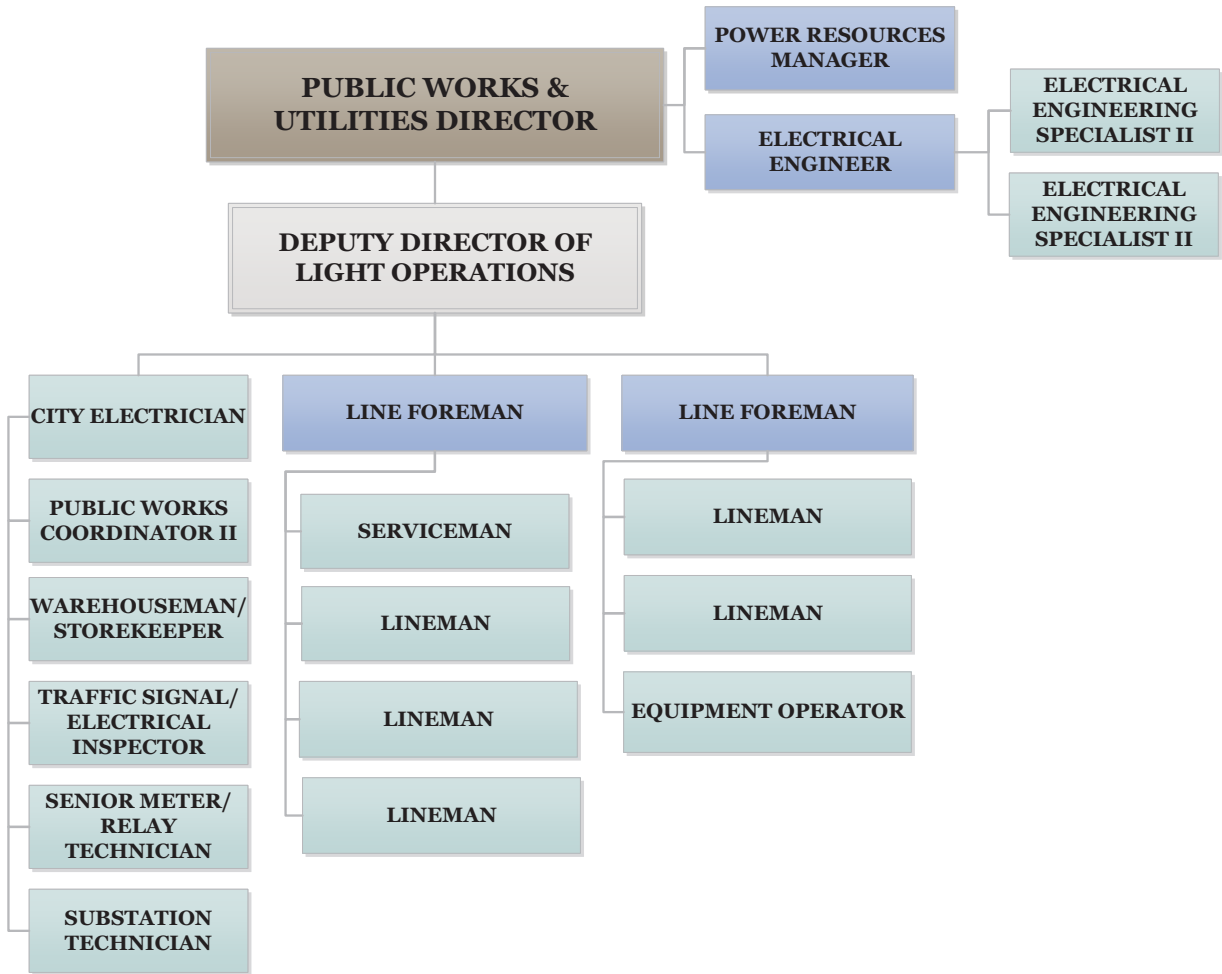 POWER RESOURCES
MANAGER
PUBLIC WORKS &
UTILITIES DIRECTOR
ELECTRICAL
ENGINEER
ELECTRICAL
ENGINEERING
SPECIALIST II
ELECTRICAL
ENGINEERING
SPECIALIST II
DEPUTY DIRECTOR OF
LIGHT OPERATIONS
CITY ELECTRICIAN
PUBLIC WORKS
COORDINATOR II
WAREHOUSEMAN/
STOREKEEPER
TRAFFIC SIGNAL/
ELECTRICAL
INSPECTOR
SENIOR METER/
RELAY
TECHNICIAN
SUBSTATION
TECHNICIAN
LINE FOREMAN
SERVICEMAN
LINEMAN
LINEMAN
LINEMAN
LINE FOREMAN
LINEMAN
LINEMAN
EQUIPMENT OPERATOR